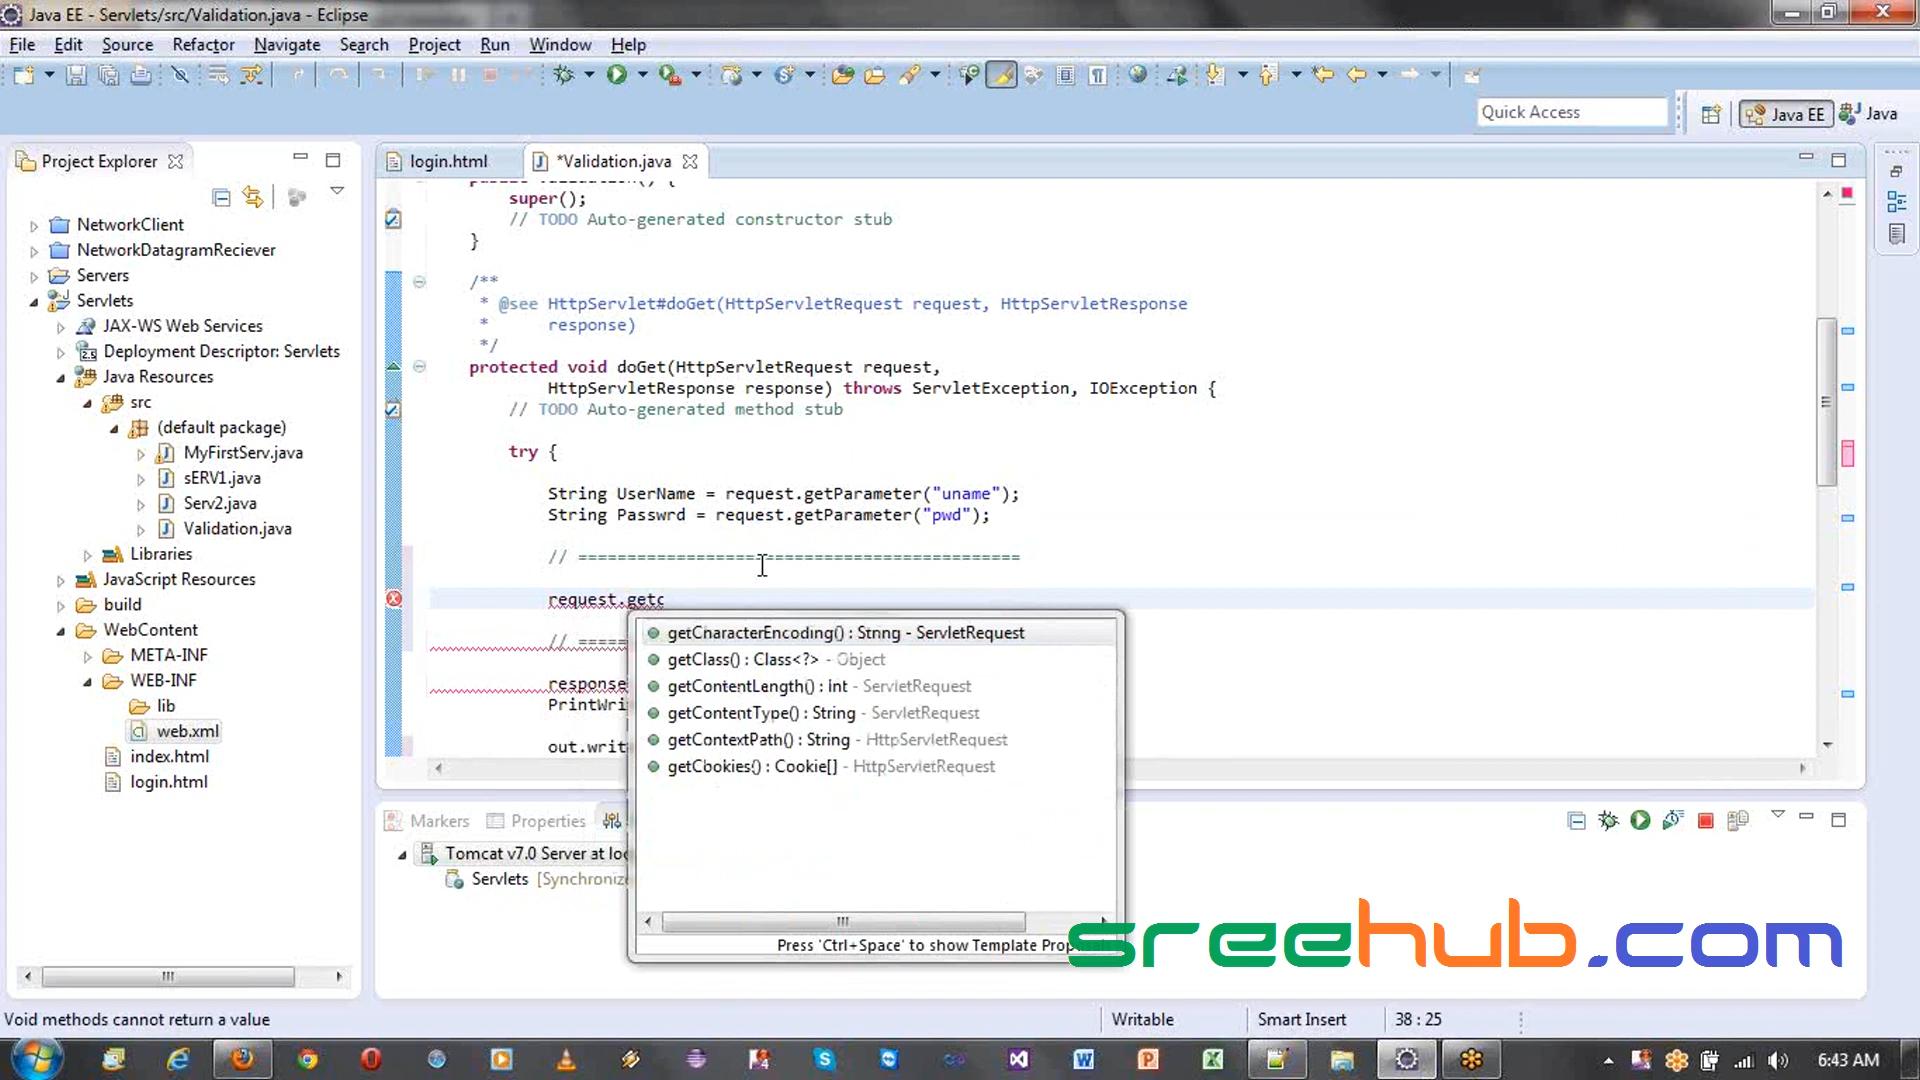 Java EE - Servlets/src/Validation.java - Eclipse
File Edit Source Refactor Navigate Search Project Run Window Help
Quick Access
Java EE
Java
Project Explorer
login.html
*Validation.java
NetworkClient
NetworkDatagramReciever
Servers
Servlets
JAX-WS Web Services
Deployment Descriptor: Servlets
Java Resources
src
(default package)
MyFirstServ.java
sERV1.java
Serv2.java
Validation.java
Libraries
JavaScript Resources
build
WebContent
META-INF
WEB-INF
lib
web.xml
index.html
login.html
super();
// TODO Auto-generated constructor stub
}
/**
* @see HttpServlet#doGet(HttpServletRequest request, HttpServletResponse
* response)
*/
protected void doGet(HttpServletRequest request,
HttpServletResponse response) throws ServletException, IOException {
// TODO Auto-generated method stub
try {
String UserName = request.getParameter("uname");
String Passwrd = request.getParameter("pwd");
// =============================================
request.getc
// =====
response
PrintWri
out.writ
getCharacterEncoding() : String - ServletRequest
getClass() : Class<?> - Object
getContentLength() : int - ServletRequest
getContentType() : String - ServletRequest
getContextPath() : String - HttpServletRequest
getCookies() : Cookie[] - HttpServletRequest
Press 'Ctrl+Space' to show Template Prop
Markers
Properties
Tomcat v7.0 Server at loc
Servlets [Synchronize
sreehub.com
Void methods cannot return a value
Writable
Smart Insert
38 : 25
6:43 AM